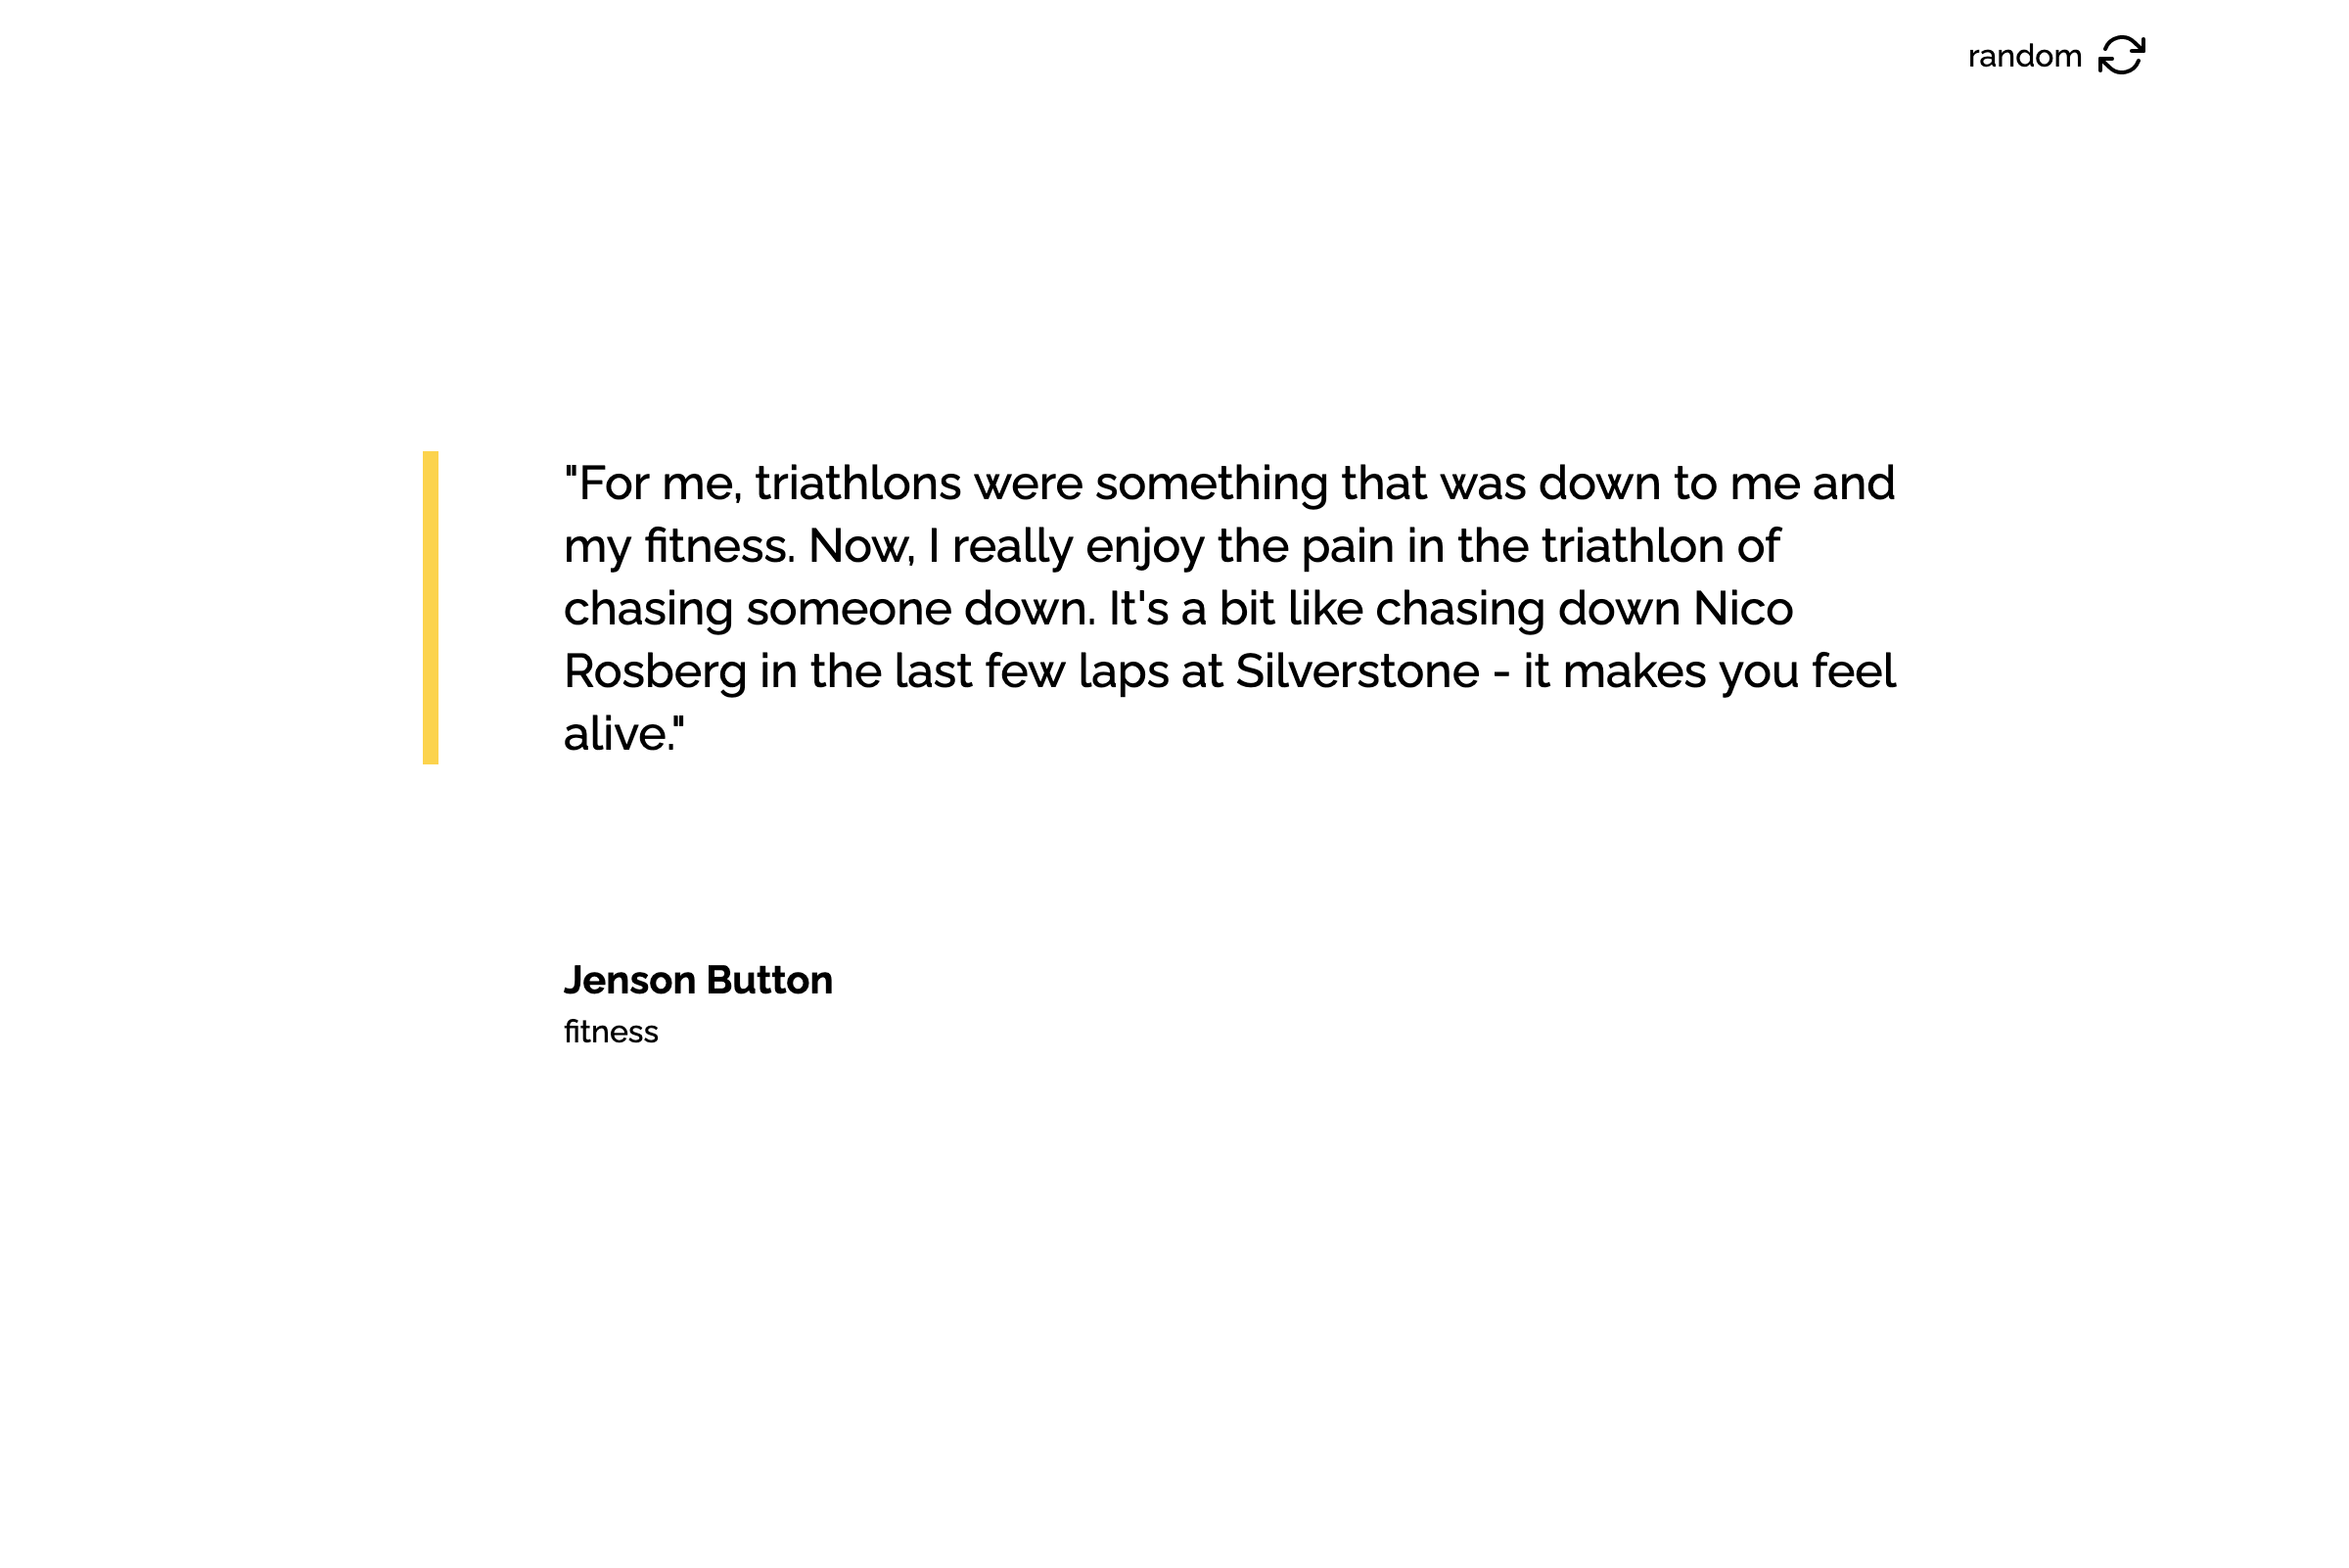 random
"For me, triathlons were something that was down to me and
my fitness. Now, I really enjoy the pain in the triathlon of
chasing someone down. It's a bit like chasing down Nico
Rosberg in the last few laps at Silverstone - it makes you feel
alive."
Jenson Button
fitness